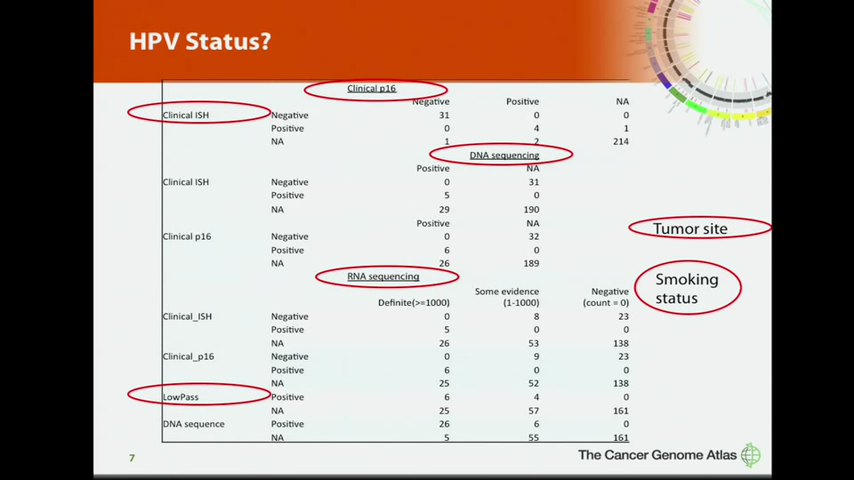 HPV Status?
Clinical p16
Negative Positive NA
Clinical ISH Negative 31 0 0
Positive 0 4 1
NA 1 2 214
DNA sequencing
Positive NA
Clinical ISH Negative 0 31
Positive 5 0
NA 29 190
Positive NA
Clinical p16 Negative 0 32
Positive 6 0
NA 26 189
Tumor site
Smoking
status
RNA sequencing
Some evidence Negative
Definite(>=1000) (1-1000) (count = 0)
Clinical_ISH Negative 0 8 23
Positive 5 0 0
NA 26 53 138
Clinical_p16 Negative 0 9 23
Positive 6 0 0
NA 25 52 138
LowPass Positive 6 4 0
NA 25 57 161
DNA sequence Positive 26 6 0
NA 5 55 161
7
The Cancer Genome Atlas